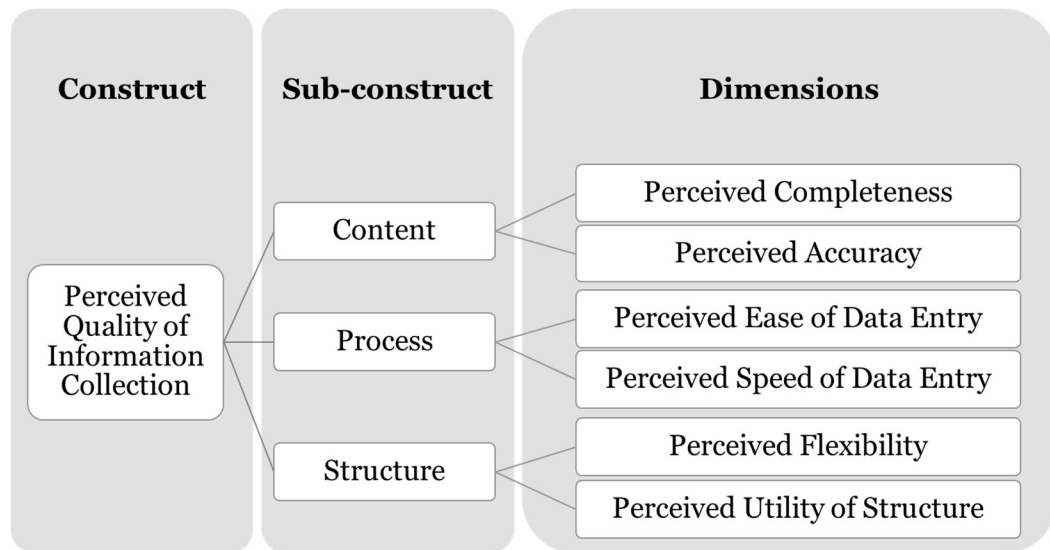 Construct
Sub-construct
Dimensions
Perceived
Quality of
Information
Collection
Content
Process
Structure
Perceived Completeness
Perceived Accuracy
Perceived Ease of Data Entry
Perceived Speed of Data Entry
Perceived Flexibility
Perceived Utility of Structure